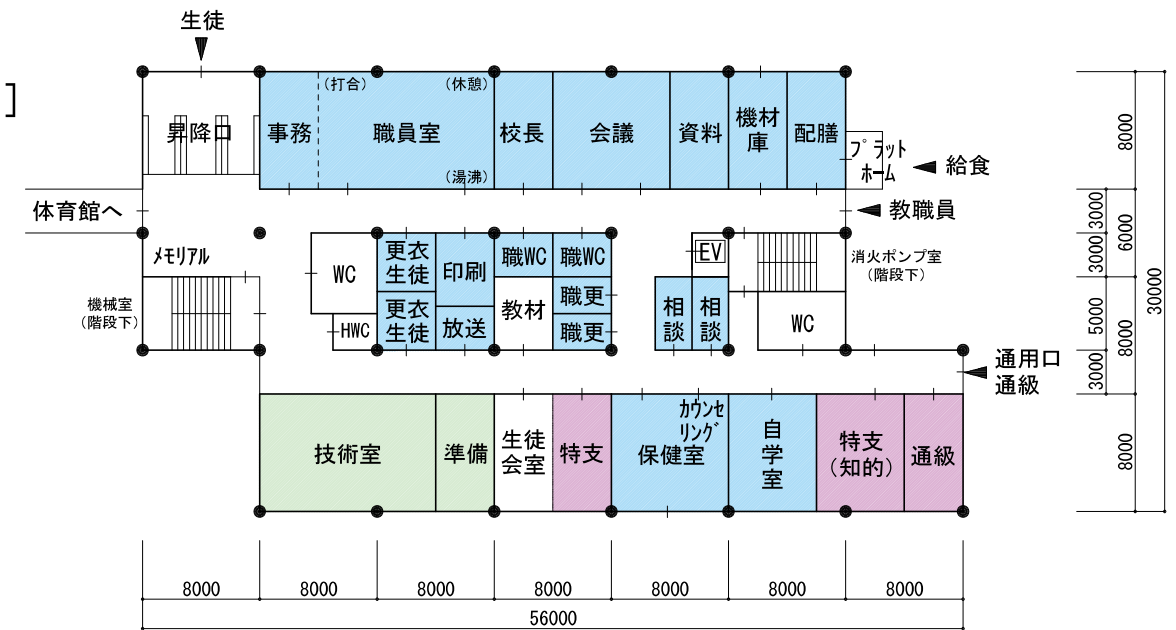 生徒
]
昇降口
事務
(打合)
職員室
(休憩)
(湯沸)
校長
会議
資料
機材
庫
配膳
プラット
ホーム
給食
教職員
体育館へ
メモリアル
機械室
(階段下)
WC
HWC
更衣
生徒
更衣
生徒
印刷
放送
職WC
教材
職WC
職更
職更
EV
相
談
相
談
WC
消火ポンプ室
(階段下)
通用口
通級
技術室
準備
生徒
会室
特支
カウンセ
リング
保健室
自
学
室
特支
(知的)
通級
8000
3000
3000
6000
5000
3000
8000
8000
30000
8000
8000
8000
8000
8000
8000
8000
56000